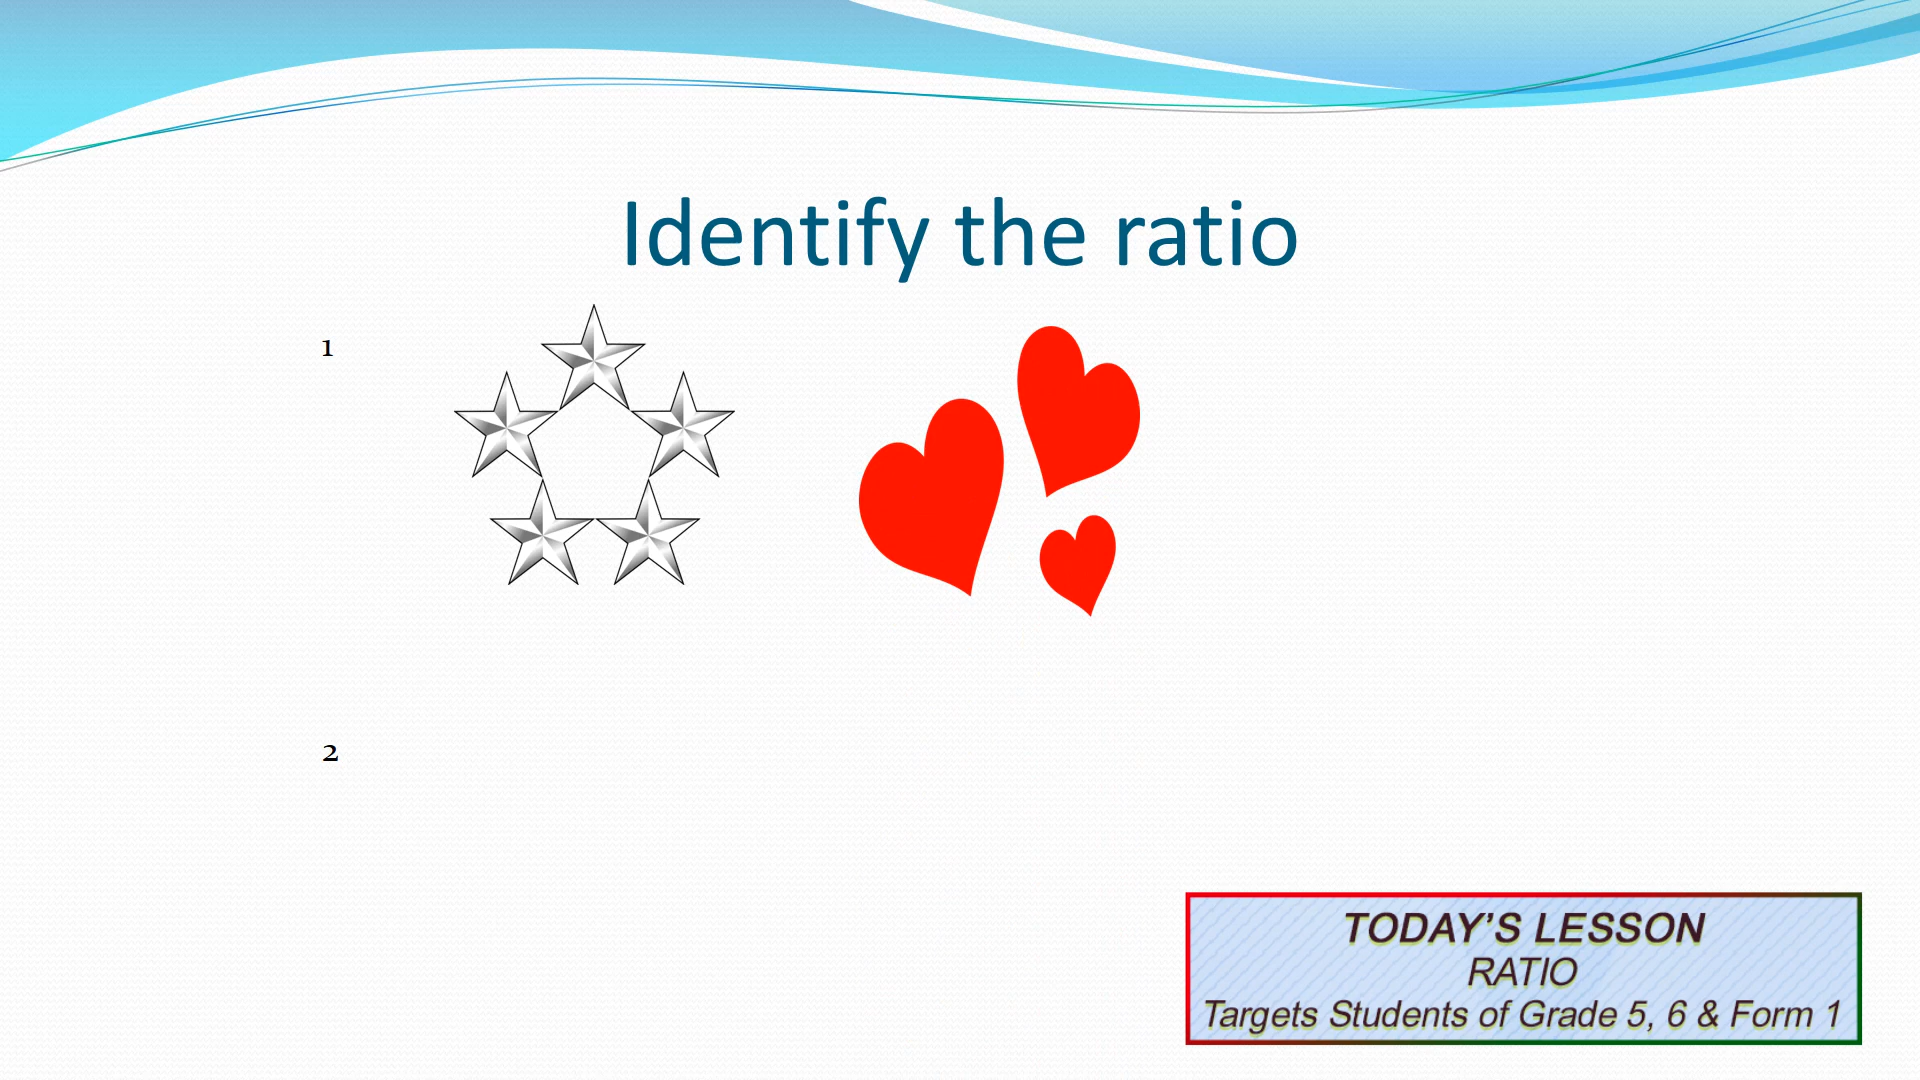 Identify the ratio
1
2
TODAY'S LESSON
RATIO
Targets Students of Grade 5, 6 & Form 1